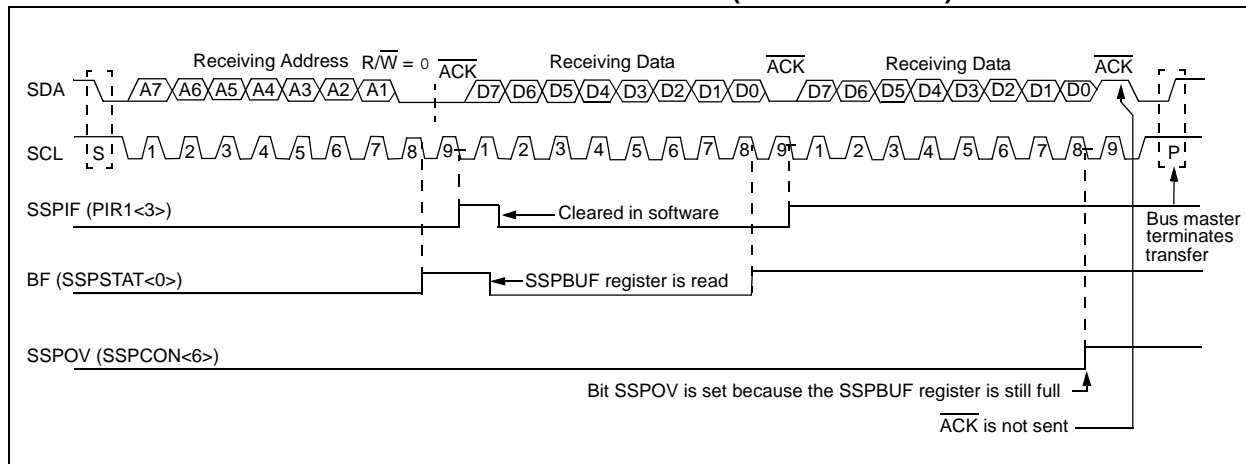 Receiving Address R/W = 0 ACK Receiving Data ACK Receiving Data ACK
SDA A7 A6 A5 A4 A3 A2 A1 D7 D6 D5 D4 D3 D2 D1 D0 D7 D6 D5 D4 D3 D2 D1 D0
SCL S 1 2 3 4 5 6 7 8 9 1 2 3 4 5 6 7 8 9 1 2 3 4 5 6 7 8 9 P
SSPIF (PIR1<3>)
Cleared in software
Bus master
terminates
transfer
BF (SSPSTAT<0>)
SSPBUF register is read
SSPOV (SSPCON<6>)
Bit SSPOV is set because the SSPBUF register is still full
ACK is not sent